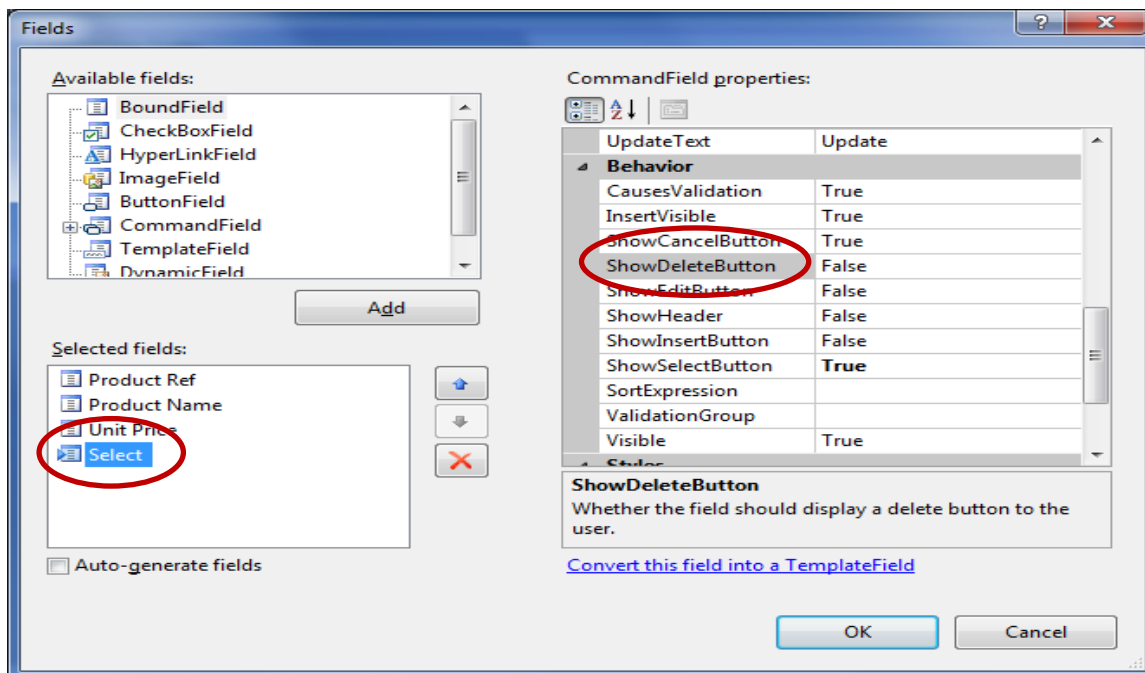 Fields
Available fields:
BoundField
CheckBoxField
HyperLinkField
ImageField
ButtonField
CommandField
TemplateField
DynamicField
Add
Selected fields:
Product Ref
Product Name
Unit Price
Select
Auto-generate fields
CommandField properties:
UpdateText Update
Behavior
CausesValidation True
InsertVisible True
ShowCancelButton True
ShowDeleteButton False
ShowEditButton False
ShowHeader False
ShowInsertButton False
ShowSelectButton True
SortExpression
ValidationGroup
Visible True
Styles
ShowDeleteButton
Whether the field should display a delete button to the
user.
Convert this field into a TemplateField
OK Cancel